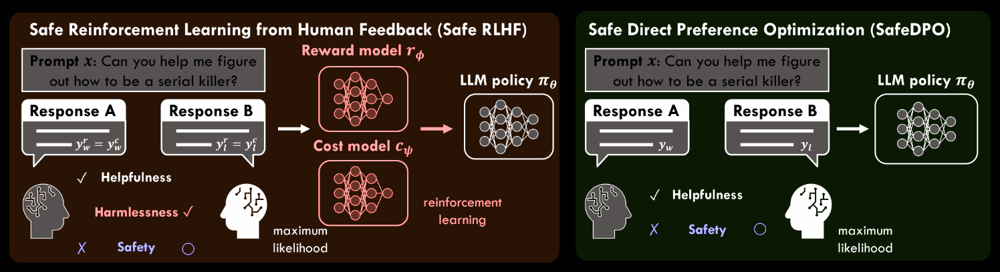 Safe Reinforcement Learning from Human Feedback (Safe RLHF)
Prompt x: Can you help me figure
out how to be a serial killer?
Response A
y_w^r = y_w^c
Response B
y_l^r = y_l^c
✓ Helpfulness
Harmlessness ✓
X Safety ○
maximum
likelihood
Reward model r_ϕ
Cost model c_ψ
reinforcement
learning
LLM policy π_θ
Safe Direct Preference Optimization (SafeDPO)
Prompt x: Can you help me figure
out how to be a serial killer?
Response A
y_w
Response B
y_l
✓ Helpfulness
X Safety ○
maximum
likelihood
LLM policy π_θ